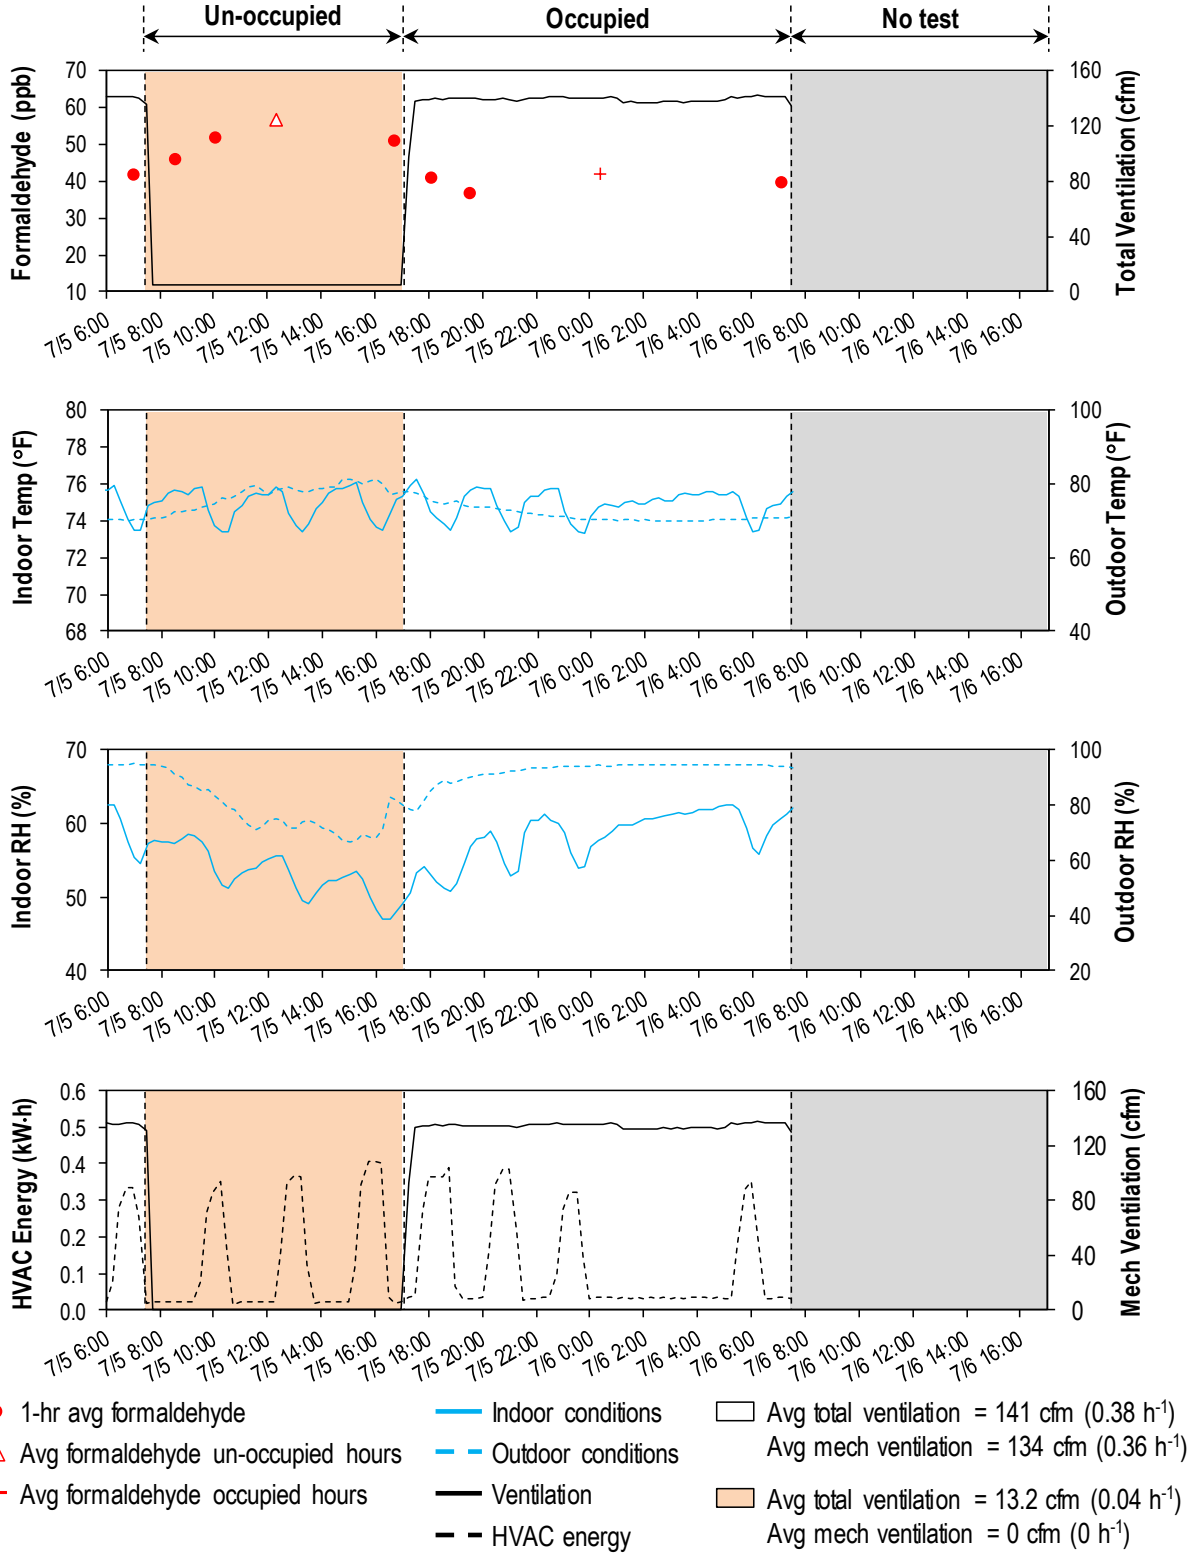 Un-occupied Occupied No test
Formaldehyde (ppb)
70
60
50
40
30
20
10
160
120
80
40
0
Total Ventilation (cfm)
7/5 6:00 7/5 8:00 7/5 10:00 7/5 12:00 7/5 14:00 7/5 16:00 7/5 18:00 7/5 20:00 7/5 22:00 7/6 0:00 7/6 2:00 7/6 4:00 7/6 6:00 7/6 8:00 7/6 10:00 7/6 12:00 7/6 14:00 7/6 16:00
Indoor Temp (°F)
80
78
76
74
72
70
68
100
80
60
40
Outdoor Temp (°F)
7/5 6:00 7/5 8:00 7/5 10:00 7/5 12:00 7/5 14:00 7/5 16:00 7/5 18:00 7/5 20:00 7/5 22:00 7/6 0:00 7/6 2:00 7/6 4:00 7/6 6:00 7/6 8:00 7/6 10:00 7/6 12:00 7/6 14:00 7/6 16:00
Indoor RH (%)
70
60
50
40
100
80
60
40
20
Outdoor RH (%)
7/5 6:00 7/5 8:00 7/5 10:00 7/5 12:00 7/5 14:00 7/5 16:00 7/5 18:00 7/5 20:00 7/5 22:00 7/6 0:00 7/6 2:00 7/6 4:00 7/6 6:00 7/6 8:00 7/6 10:00 7/6 12:00 7/6 14:00 7/6 16:00
HVAC Energy (kW·h)
0.6
0.5
0.4
0.3
0.2
0.1
0.0
160
120
80
40
0
Mech Ventilation (cfm)
7/5 6:00 7/5 8:00 7/5 10:00 7/5 12:00 7/5 14:00 7/5 16:00 7/5 18:00 7/5 20:00 7/5 22:00 7/6 0:00 7/6 2:00 7/6 4:00 7/6 6:00 7/6 8:00 7/6 10:00 7/6 12:00 7/6 14:00 7/6 16:00
1-hr avg formaldehyde
Avg formaldehyde un-occupied hours
Avg formaldehyde occupied hours
Indoor conditions
Outdoor conditions
Ventilation
HVAC energy
Avg total ventilation = 141 cfm (0.38 h⁻¹)
Avg mech ventilation = 134 cfm (0.36 h⁻¹)
Avg total ventilation = 13.2 cfm (0.04 h⁻¹)
Avg mech ventilation = 0 cfm (0 h⁻¹)